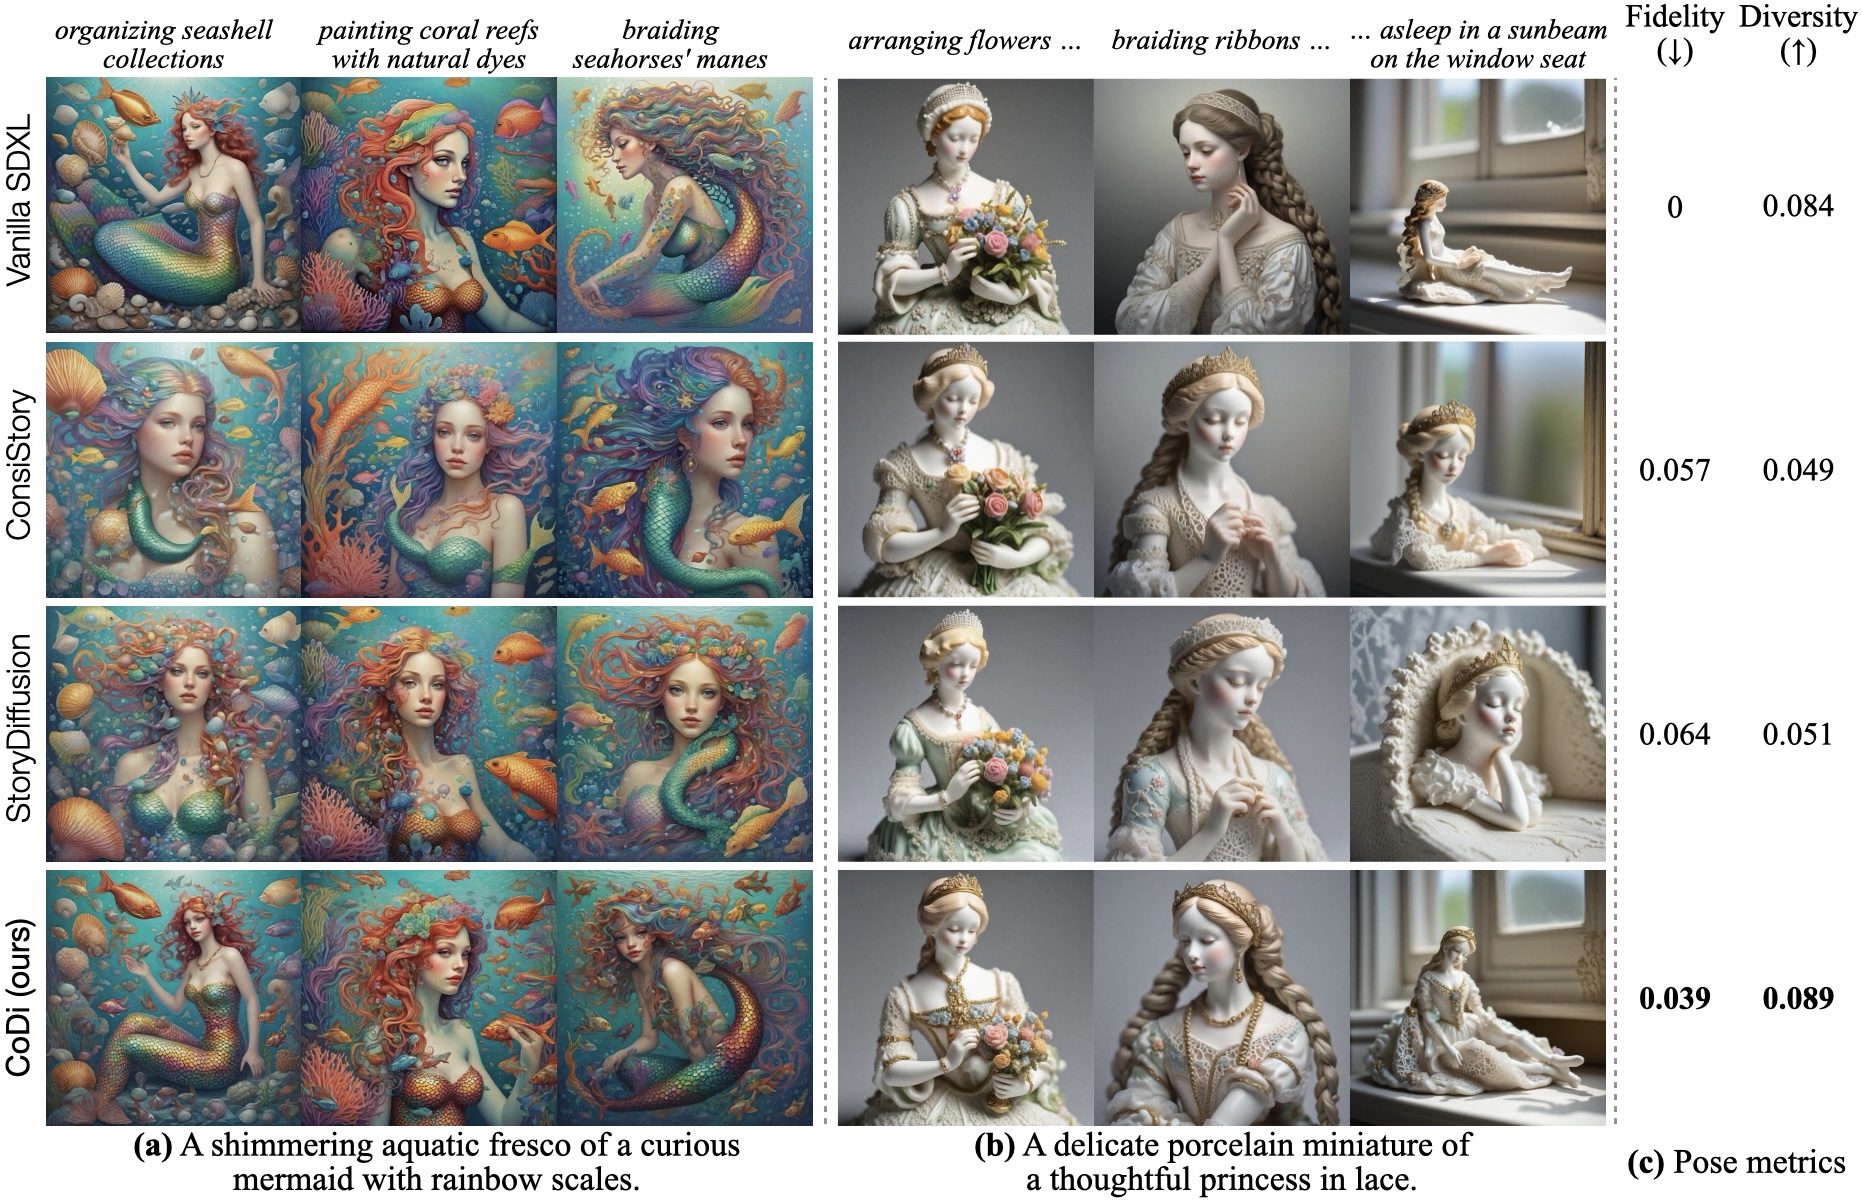 organizing seashell
collections
painting coral reefs
with natural dyes
braiding
seahorses' manes
arranging flowers ...
braiding ribbons ...
... asleep in a sunbeam
on the window seat
Fidelity
(↓)
Diversity
(↑)
Vanilla SDXL
0
0.084
ConsiStory
0.057
0.049
StoryDiffusion
0.064
0.051
CoDi (ours)
0.039
0.089
(a) A shimmering aquatic fresco of a curious
mermaid with rainbow scales.
(b) A delicate porcelain miniature of
a thoughtful princess in lace.
(c) Pose metrics